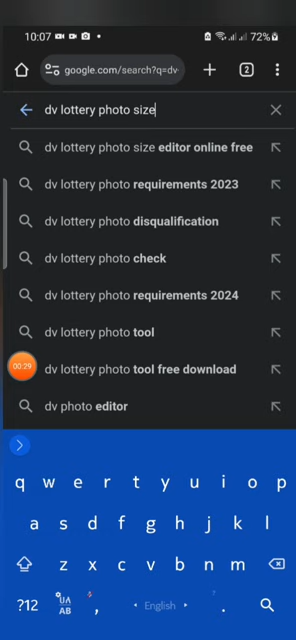 10:07 72%
google.com/search?q=dv- 2
dv lottery photo size
dv lottery photo size editor online free
dv lottery photo requirements 2023
dv lottery photo disqualification
dv lottery photo check
dv lottery photo requirements 2024
dv lottery photo tool
00:29
dv lottery photo tool free download
dv photo editor
q w e r t y u i o p
a s d f g h j k l
z x c v b n m
?12 UA AB , English ? .